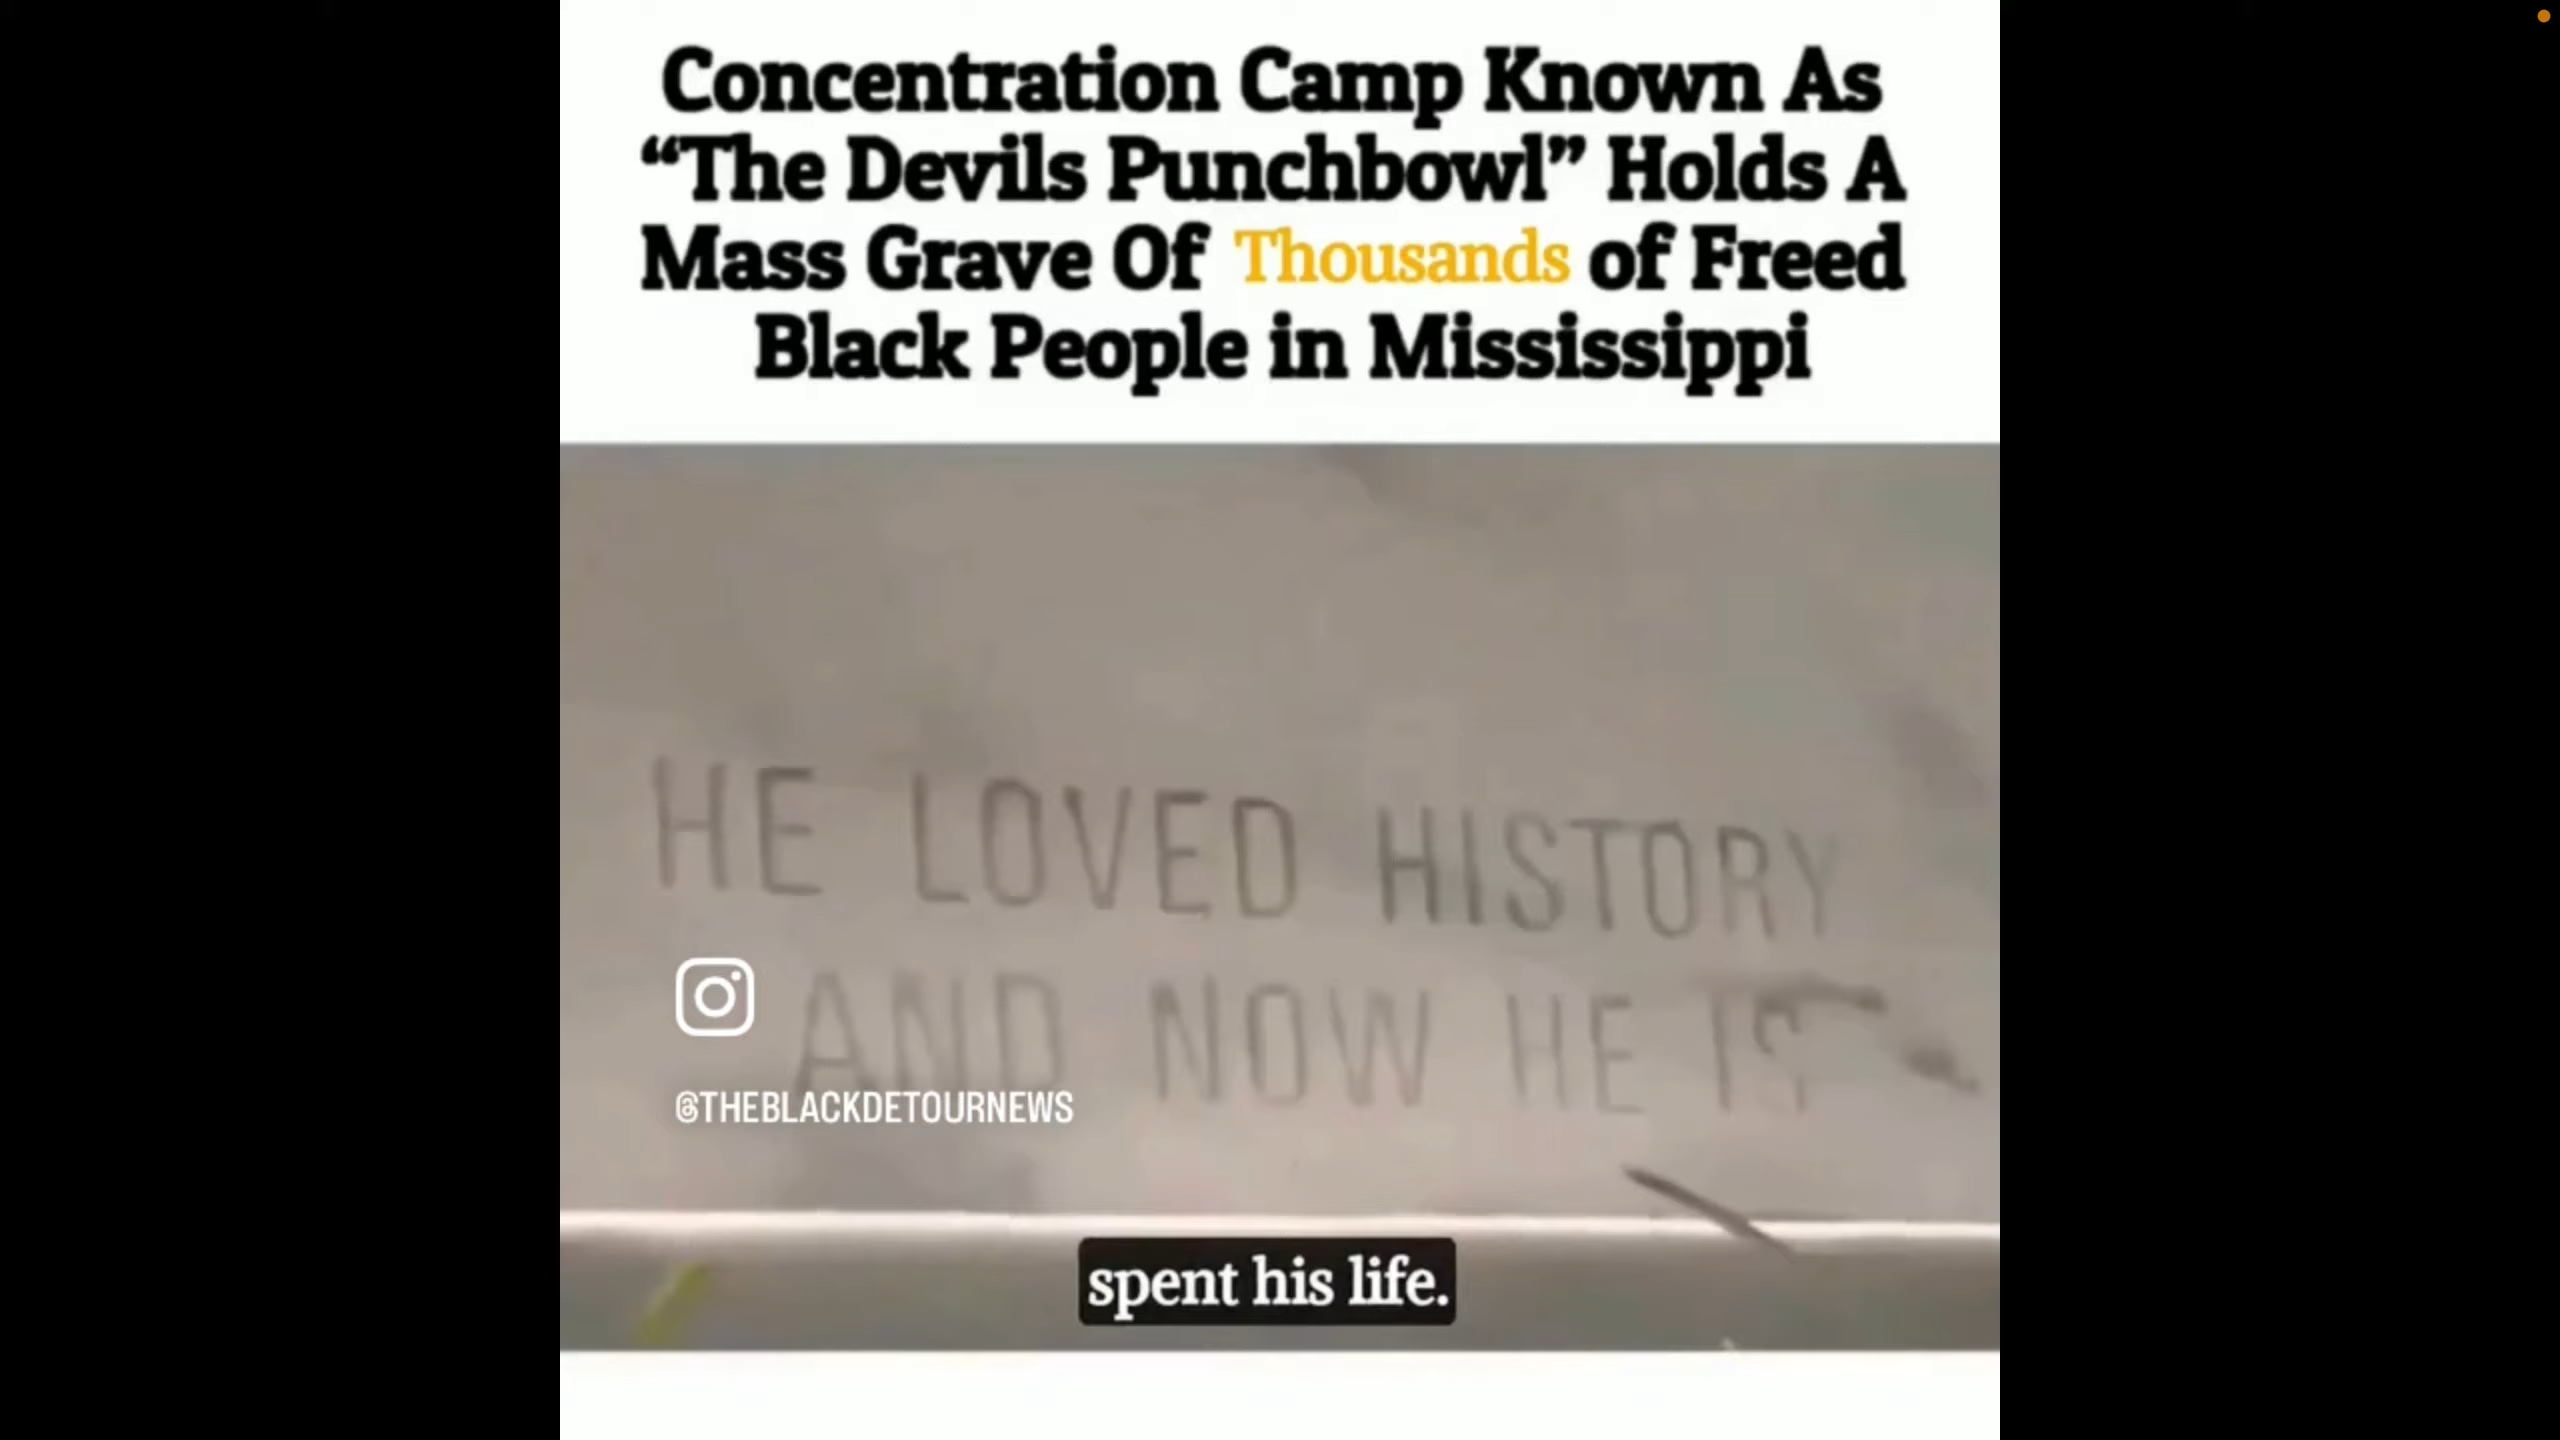 Concentration Camp Known As
“The Devils Punchbowl” Holds A
Mass Grave Of Thousands of Freed
Black People in Mississippi
HE LOVED HISTORY
AND NOW HE IS
@THEBLACKDETOURNEWS
spent his life.